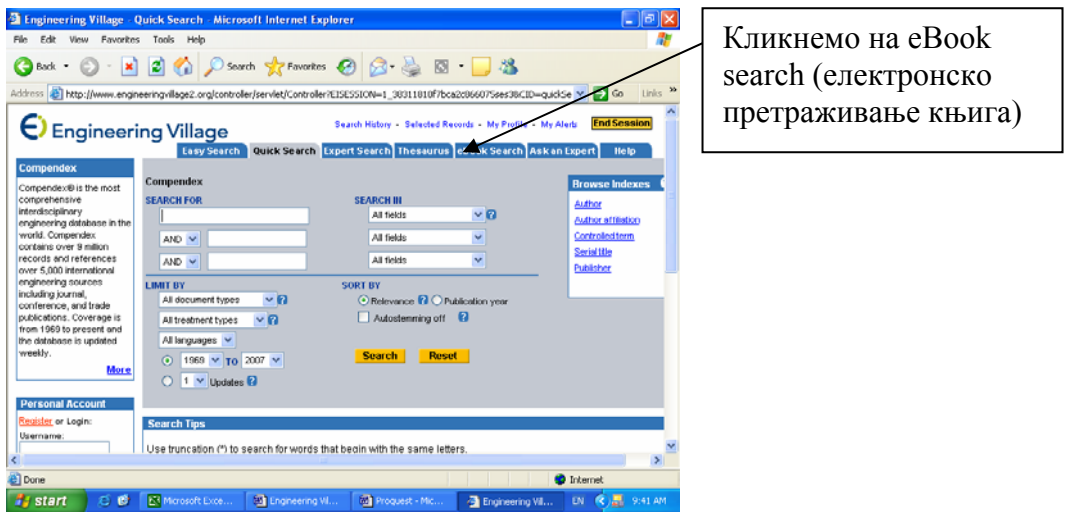 Engineering Village - Quick Search - Microsoft Internet Explorer
File Edit View Favorites Tools Help
Back Search Favorites
Address http://www.engineeringvillage2.org/controller/servlet/Controller?EISESSION=1_ Go Links »
Engineering Village
Search History - Selected Records - My Profile - My Alerts End Session
Easy Search Quick Search Expert Search Thesaurus eBook Search Ask an Expert Help
Compendex
Compendex® is the most
comprehensive
interdisciplinary
engineering database in the
world. Compendex
contains over 9 million
records and references
over 5,000 international
engineering sources
including journal,
conference, and trade
publications. Coverage is
from 1969 to present and
the database is updated
weekly.
More
Personal Account
Register or Login:
Username:
Compendex
SEARCH FOR SEARCH IN
All fields
AND All fields
AND All fields
LIMIT BY SORT BY
All document types Relevance Publication year
All treatment types Autostemming off
All languages
1969 TO 2007 Search Reset
1 Updates
Search Tips
Use truncation (*) to search for words that begin with the same letters.
Browse Indexes
Author
Author affiliation
Controlled term
Serial title
Publisher
Done Internet
start Microsoft Exce... Engineering Vil... Proquest - Mic... Engineering Vill... EN 9:41 AM
Кликнемо на eBook
search (електронско
претраживање књига)